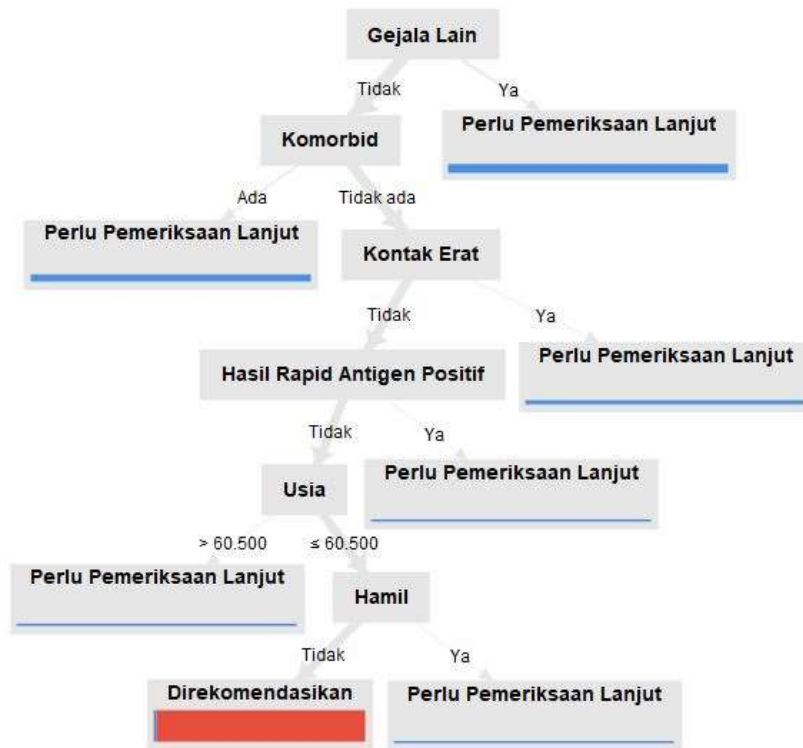 Gejala Lain
Tidak
Ya
Komorbid
Perlu Pemeriksaan Lanjut
Ada
Tidak ada
Perlu Pemeriksaan Lanjut
Kontak Erat
Tidak
Ya
Hasil Rapid Antigen Positif
Perlu Pemeriksaan Lanjut
Tidak
Ya
Usia
Perlu Pemeriksaan Lanjut
> 60.500
≤ 60.500
Perlu Pemeriksaan Lanjut
Hamil
Tidak
Ya
Direkomendasikan
Perlu Pemeriksaan Lanjut